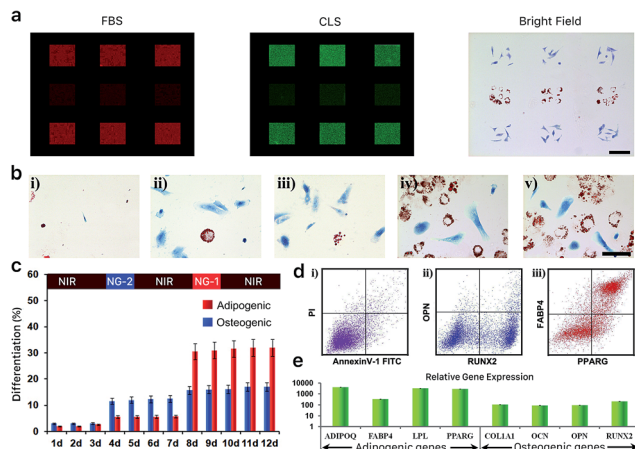 a
FBS
CLS
Bright Field
b
i)
ii)
iii)
iv)
v)
c
NIR
NG-2
NIR
NG-1
NIR
Differentiation (%)
60
50
40
30
20
10
0
Adipogenic
Osteogenic
1d 2d 3d 4d 5d 6d 7d 8d 9d 10d 11d 12d
d
i)
ii)
iii)
PI
AnnexinV-1 FITC
OPN
RUNX2
FABP4
PPARG
e
Relative Gene Expression
10000
1000
100
10
1
ADIPOQ FABP4 LPL PPARG COL1A1 OCN OPN RUNX2
Adipogenic genes
Osteogenic genes